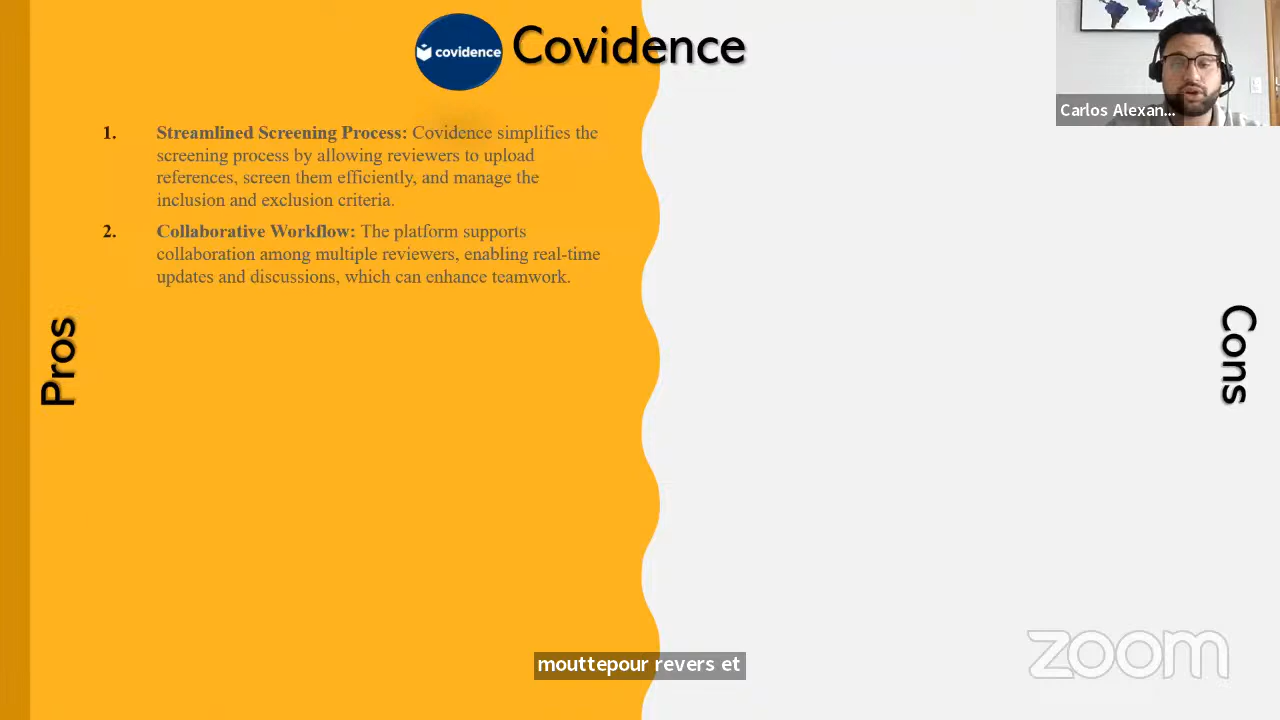 covidence
Covidence
Carlos Alexan...
1. Streamlined Screening Process: Covidence simplifies the
screening process by allowing reviewers to upload
references, screen them efficiently, and manage the
inclusion and exclusion criteria.
2. Collaborative Workflow: The platform supports
collaboration among multiple reviewers, enabling real-time
updates and discussions, which can enhance teamwork.
Pros
Cons
zoom
mouttepour revers et